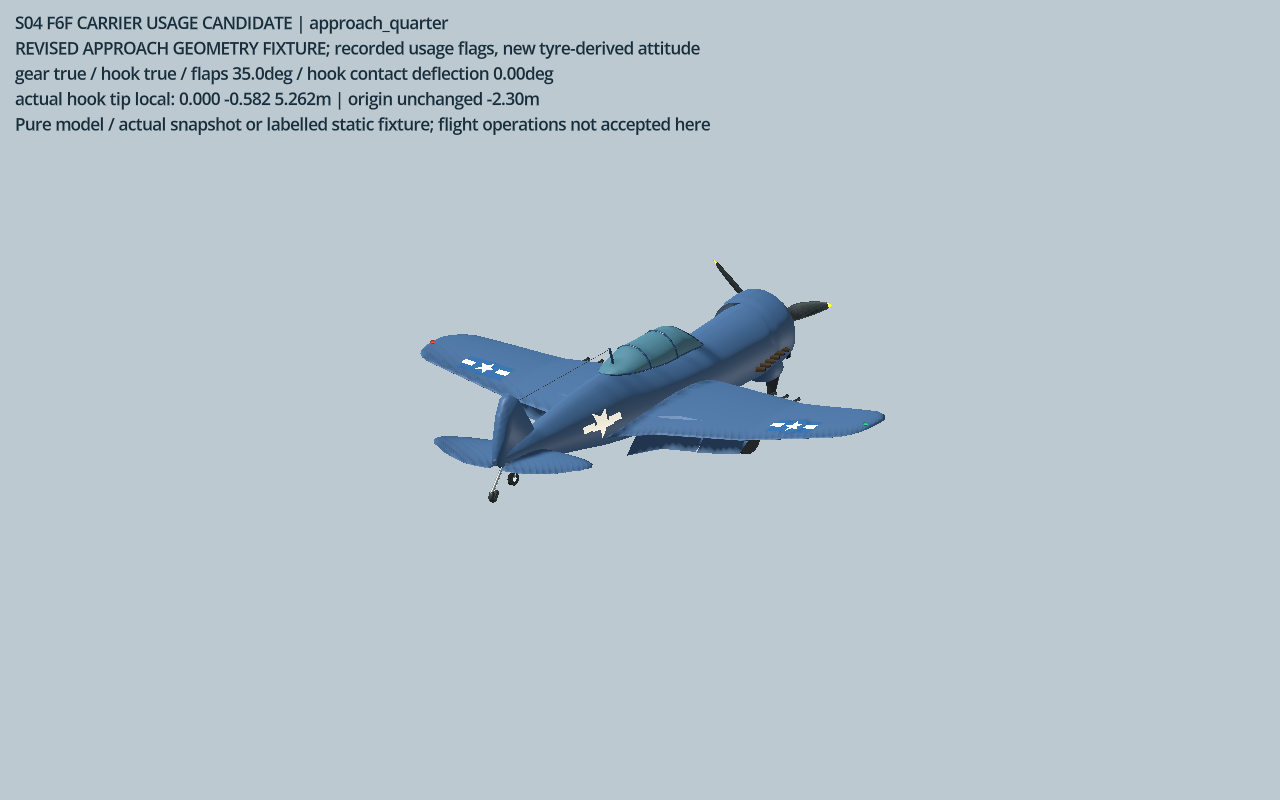 S04 F6F CARRIER USAGE CANDIDATE | approach_quarter
REVISED APPROACH GEOMETRY FIXTURE; recorded usage flags, new tyre-derived attitude
gear true / hook true / flaps 35.0deg / hook contact deflection 0.00deg
actual hook tip local: 0.000 -0.582 5.262m | origin unchanged -2.30m
Pure model / actual snapshot or labelled static fixture; flight operations not accepted here